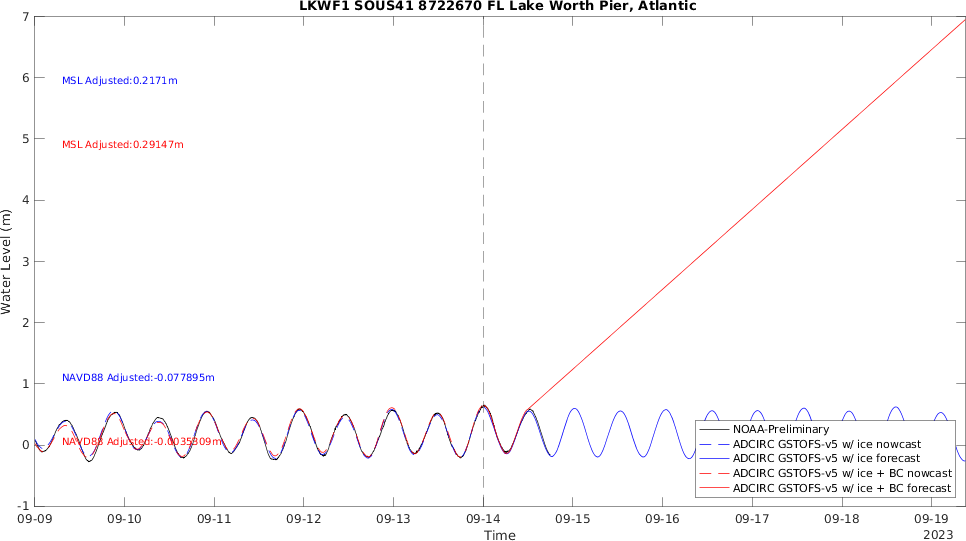 LKWF1 SOUS41 8722670 FL Lake Worth Pier, Atlantic
7
6
5
4
3
2
1
0
-1
Water Level (m)
MSL Adjusted:0.2171m
MSL Adjusted:0.29147m
NAVD88 Adjusted:-0.077895m
NAVD88 Adjusted:-0.0035309m
NOAA-Preliminary
ADCIRC GSTOFS-v5 w/ ice nowcast
ADCIRC GSTOFS-v5 w/ ice forecast
ADCIRC GSTOFS-v5 w/ ice + BC nowcast
ADCIRC GSTOFS-v5 w/ ice + BC forecast
09-09 09-10 09-11 09-12 09-13 09-14 09-15 09-16 09-17 09-18 09-19
Time
2023